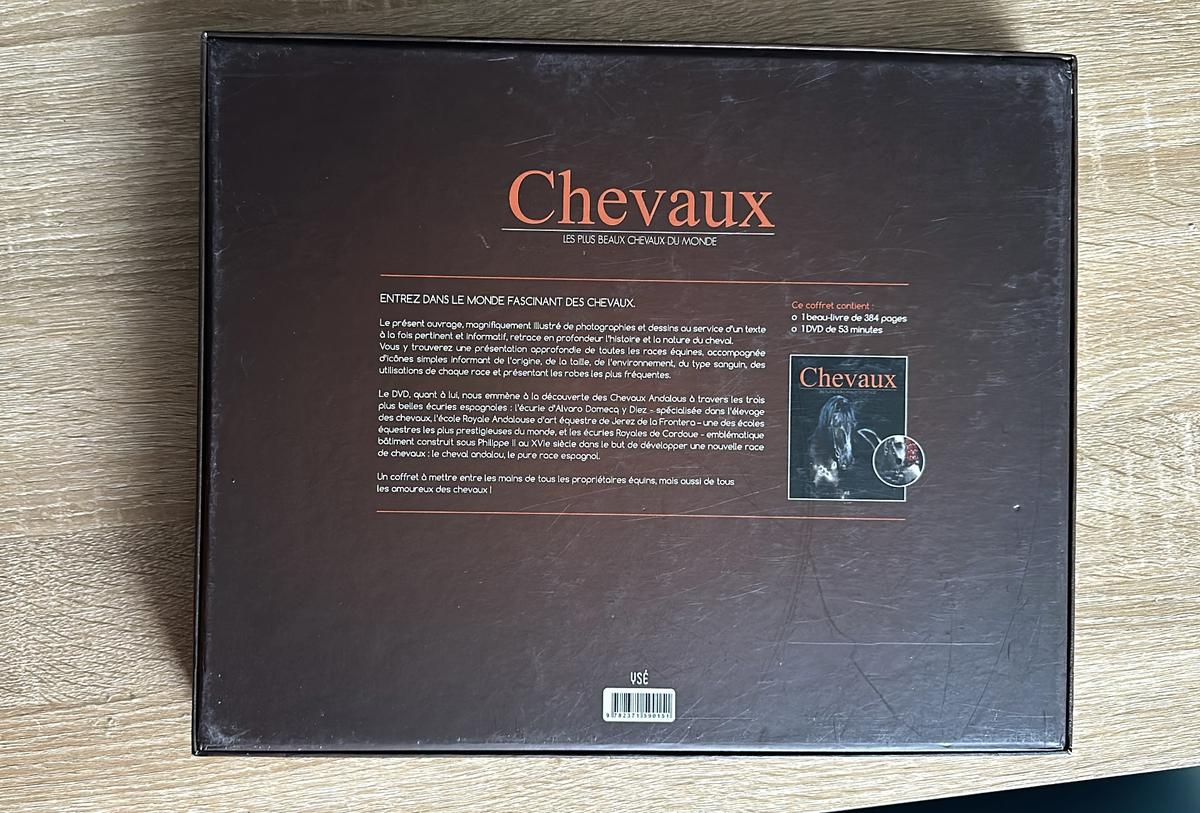 Chevaux
LES PLUS BEAUX CHEVAUX DU MONDE
ENTREZ DANS LE MONDE FASCINANT DES CHEVAUX.
Le présent ouvrage, magnifiquement illustré de photographies et dessins au service d'un texte
à la fois pertinent et informatif, retrace en profondeur l'histoire et la nature du cheval.
Vous y trouverez une présentation approfondie de toutes les races équines, accompagnée
d'icônes simples informant de l'origine, de la taille, de l'environnement, du type sanguin, des
utilisations de chaque race et présentant les robes les plus fréquentes.
Le DVD, quant à lui, nous emmène à la découverte des Chevaux Andalous à travers les trois
plus belles écuries espagnoles : l'écurie d'Alvaro Domecq y Diez - spécialisée dans l'élevage
des chevaux, l'école Royale Andalouse d'art équestre de Jerez de la Frontera – une des écoles
équestres les plus prestigieuses du monde, et les écuries Royales de Cordoue - emblématique
bâtiment construit sous Philippe II au XVIe siècle dans le but de développer une nouvelle race
de chevaux : le cheval andalou, le pure race espagnol.
Un coffret à mettre entre les mains de tous les propriétaires équins, mais aussi de tous
les amoureux des chevaux !
Ce coffret contient :
o 1 beau-livre de 384 pages
o 1 DVD de 53 minutes
Chevaux
YSÉ
9 782371 590151